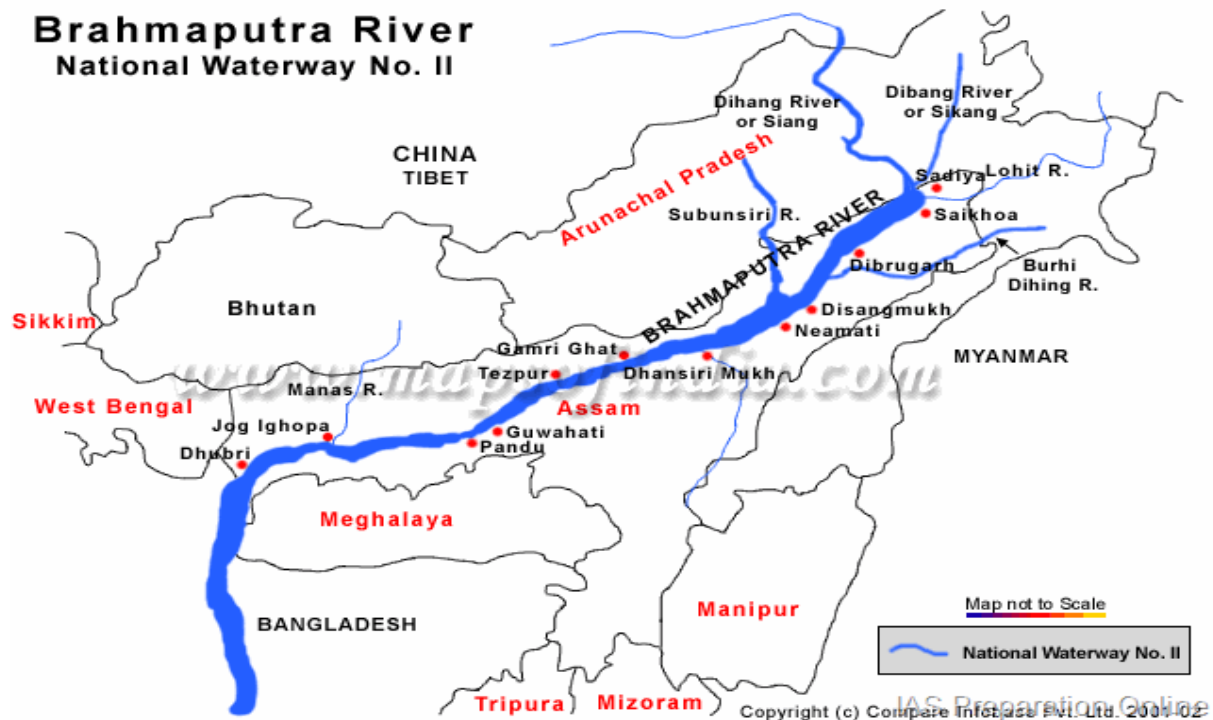 Brahmaputra River
National Waterway No. II
Dihang River
or Siang
Dibang River
or Sikang
CHINA
TIBET
Arunachal Pradesh
Sadiya
Lohit R.
Subunsiri R.
Saikhoa
BRAHMAPUTRA RIVER
Dibrugarh
Burhi
Dihing R.
Bhutan
Sikkim
Disangmukh
Neamati
Gamri Ghat
MYANMAR
Tezpur
Dhansiri Mukh
www.mapsofindia.com
Manas R.
West Bengal
Assam
Jog Ighopa
Guwahati
Pandu
Dhubri
Meghalaya
Manipur
Map not to Scale
BANGLADESH
National Waterway No. II
Tripura
Mizoram
IAS Preparation Online
Copyright (c) Compare Infobase Pvt. Ltd. 2001-02